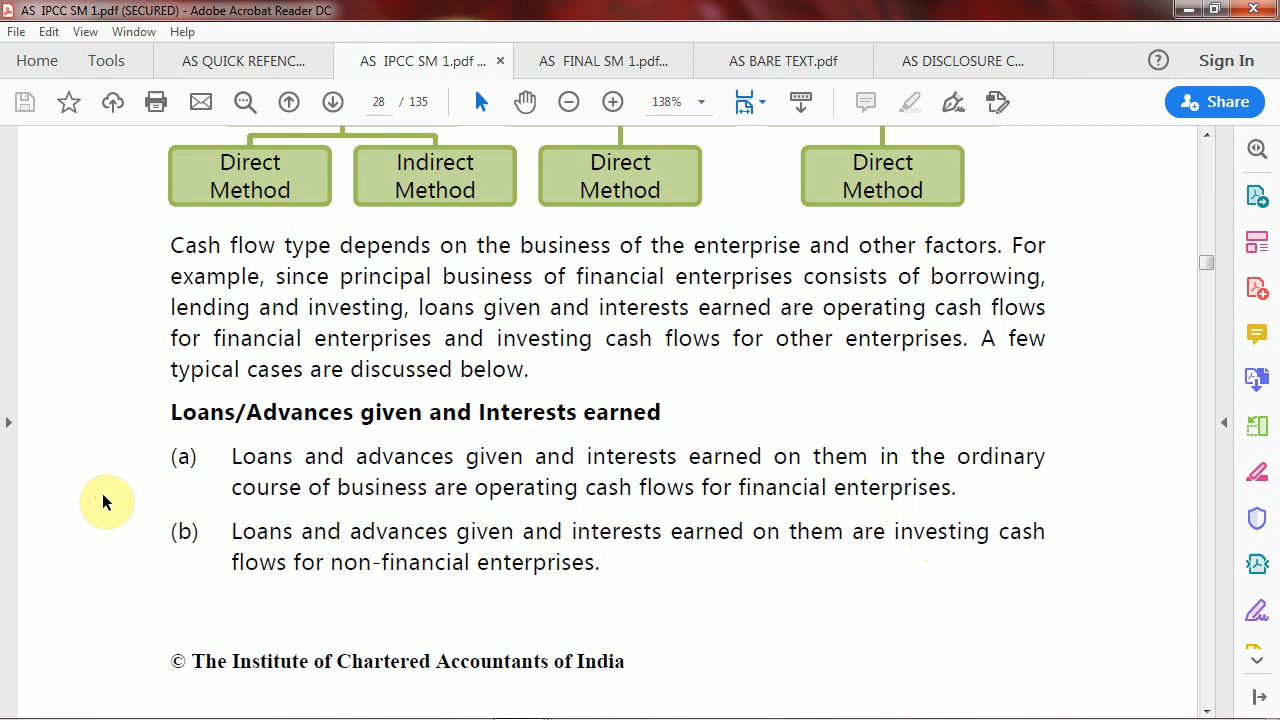 AS IPCC SM 1.pdf (SECURED) - Adobe Acrobat Reader DC
File Edit View Window Help
Home Tools AS QUICK REFENC... AS IPCC SM 1.pdf ... × AS FINAL SM 1.pdf... AS BARE TEXT.pdf AS DISCLOSURE C... ? Sign In
28 / 135 138% Share
Direct Method
Indirect Method
Direct Method
Direct Method
Cash flow type depends on the business of the enterprise and other factors. For
example, since principal business of financial enterprises consists of borrowing,
lending and investing, loans given and interests earned are operating cash flows
for financial enterprises and investing cash flows for other enterprises. A few
typical cases are discussed below.
Loans/Advances given and Interests earned
(a) Loans and advances given and interests earned on them in the ordinary
course of business are operating cash flows for financial enterprises.
(b) Loans and advances given and interests earned on them are investing cash
flows for non-financial enterprises.
© The Institute of Chartered Accountants of India